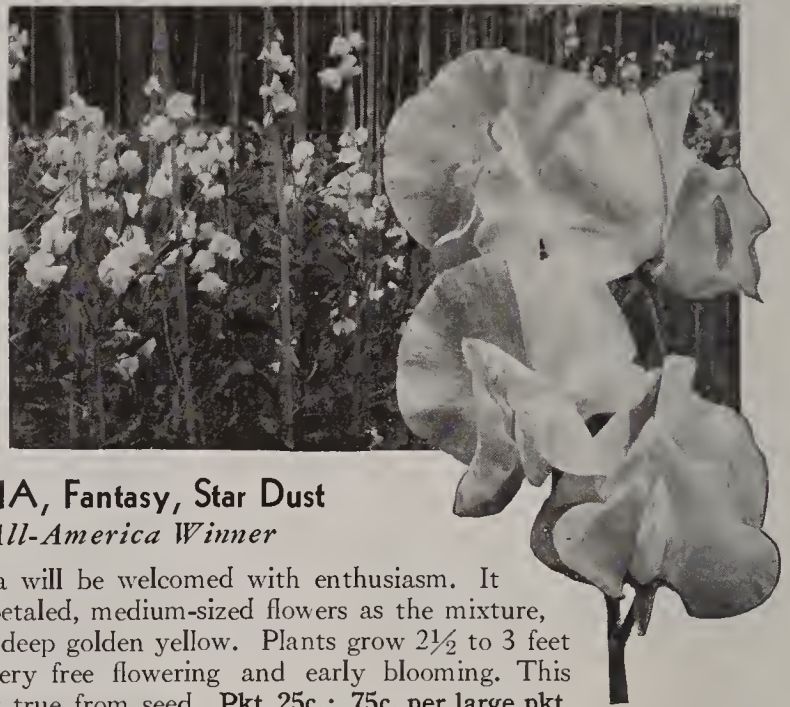 IA, Fantasy, Star Dust
All-America Winner
a will be welcomed with enthusiasm. It
etaled, medium-sized flowers as the mixture,
deep golden yellow. Plants grow 2½ to 3 feet
ery free flowering and early blooming. This
true from seed. Pkt. 25c; 75c per large pkt.